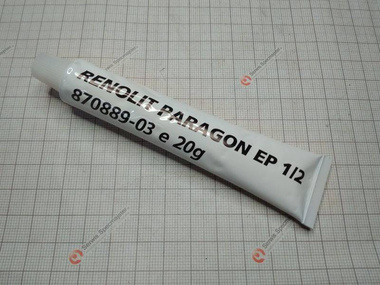 RENOLIT PARAGON EP 1/2
870889-03 e 20g